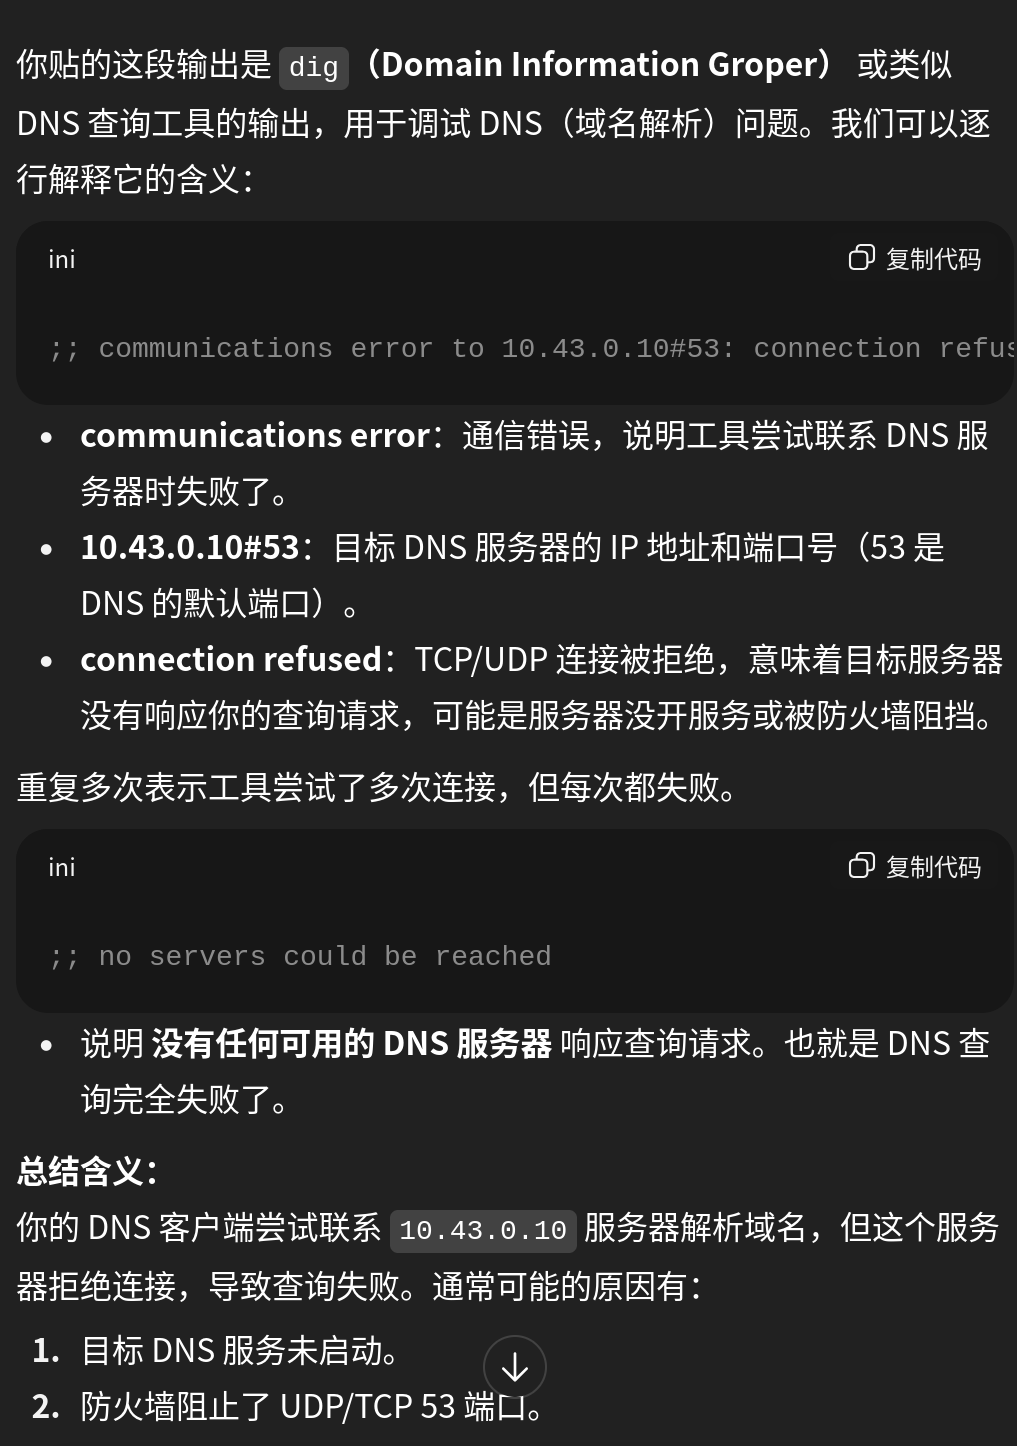 你贴的这段输出是 dig（Domain Information Groper） 或类似
DNS 查询工具的输出，用于调试 DNS（域名解析）问题。我们可以逐
行解释它的含义：
ini
复制代码
;; communications error to 10.43.0.10#53: connection refus
• communications error：通信错误，说明工具尝试联系 DNS 服
务器时失败了。
• 10.43.0.10#53：目标 DNS 服务器的 IP 地址和端口号（53 是
DNS 的默认端口）。
• connection refused：TCP/UDP 连接被拒绝，意味着目标服务器
没有响应你的查询请求，可能是服务器没开服务或被防火墙阻挡。
重复多次表示工具尝试了多次连接，但每次都失败。
ini
复制代码
;; no servers could be reached
• 说明 没有任何可用的 DNS 服务器 响应查询请求。也就是 DNS 查
询完全失败了。
总结含义：
你的 DNS 客户端尝试联系 10.43.0.10 服务器解析域名，但这个服务
器拒绝连接，导致查询失败。通常可能的原因有：
1. 目标 DNS 服务未启动。
2. 防火墙阻止了 UDP/TCP 53 端口。